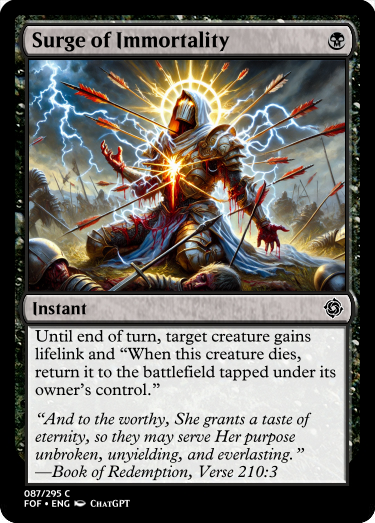 Surge of Immortality
Instant
Until end of turn, target creature gains
lifelink and “When this creature dies,
return it to the battlefield tapped under its
owner’s control.”
“And to the worthy, She grants a taste of
eternity, so they may serve Her purpose
unbroken, unyielding, and everlasting.”
—Book of Redemption, Verse 210:3
087/295 C
FOF • ENG ChatGPT